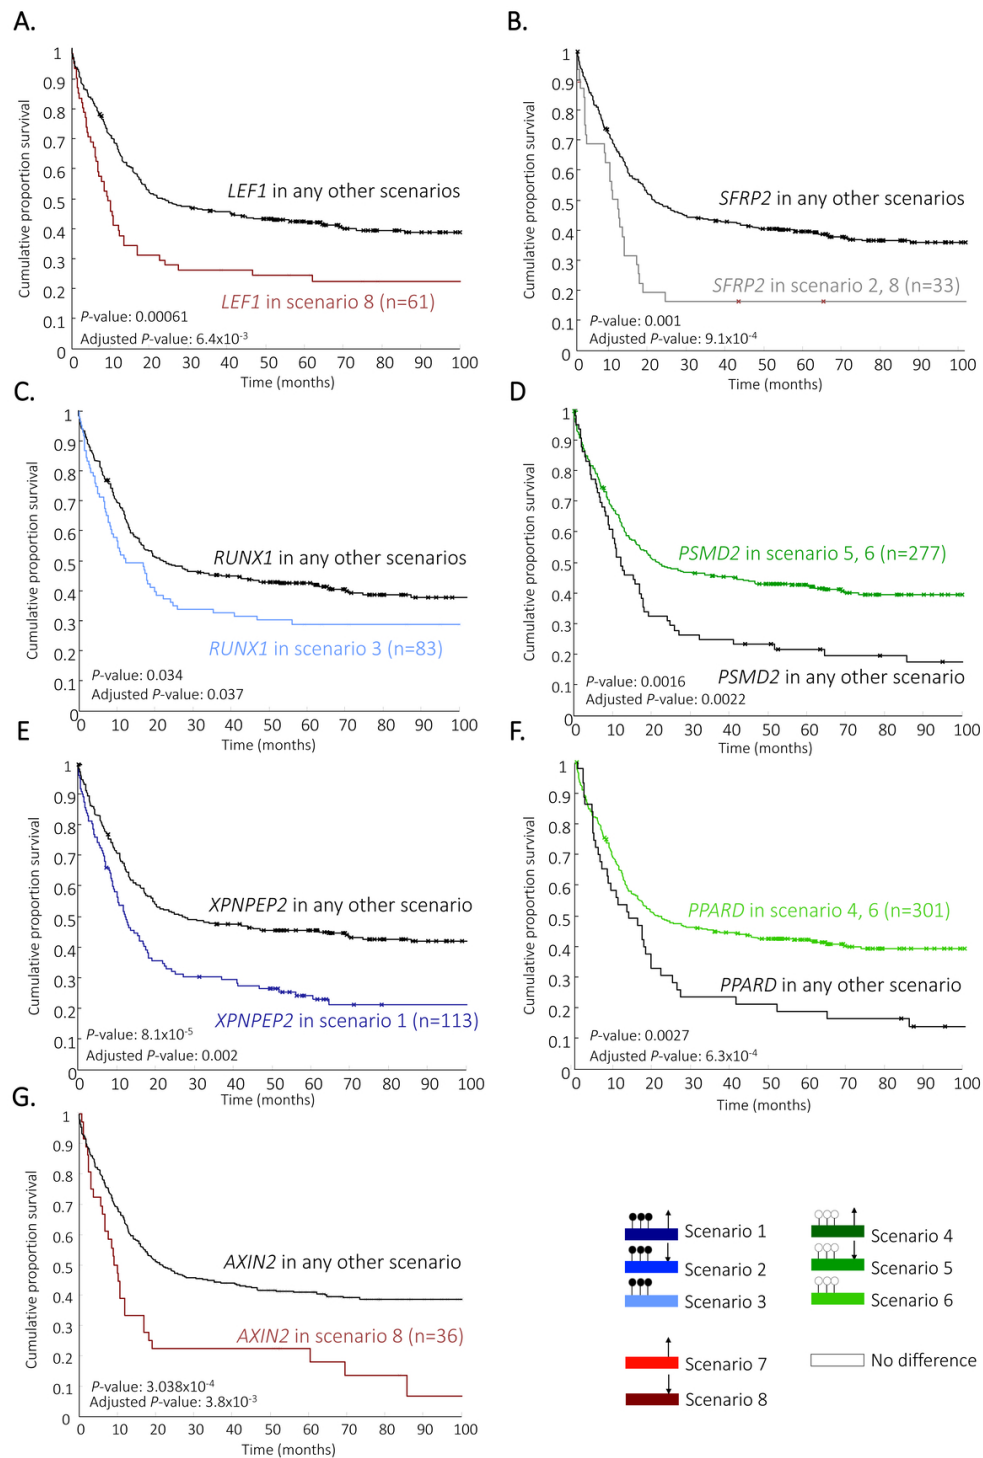 A.
Cumulative proportion survival
1
0.9
0.8
0.7
0.6
0.5
0.4
0.3
0.2
0.1
0
LEF1 in any other scenarios
LEF1 in scenario 8 (n=61)
P-value: 0.00061
Adjusted P-value: 6.4x10-3
0 10 20 30 40 50 60 70 80 90 100
Time (months)
B.
Cumulative proportion survival
1
0.9
0.8
0.7
0.6
0.5
0.4
0.3
0.2
0.1
0
SFRP2 in any other scenarios
SFRP2 in scenario 2, 8 (n=33)
P-value: 0.001
Adjusted P-value: 9.1x10-4
0 10 20 30 40 50 60 70 80 90 100
Time (months)
C.
Cumulative proportion survival
1
0.9
0.8
0.7
0.6
0.5
0.4
0.3
0.2
0.1
0
RUNX1 in any other scenarios
RUNX1 in scenario 3 (n=83)
P-value: 0.034
Adjusted P-value: 0.037
0 10 20 30 40 50 60 70 80 90 100
Time (months)
D
Cumulative proportion survival
1
0.9
0.8
0.7
0.6
0.5
0.4
0.3
0.2
0.1
0
PSMD2 in scenario 5, 6 (n=277)
PSMD2 in any other scenario
P-value: 0.0016
Adjusted P-value: 0.0022
0 10 20 30 40 50 60 70 80 90 100
Time (months)
E
Cumulative proportion survival
1
0.9
0.8
0.7
0.6
0.5
0.4
0.3
0.2
0.1
0
XPNPEP2 in any other scenario
XPNPEP2 in scenario 1 (n=113)
P-value: 8.1x10-5
Adjusted P-value: 0.002
0 10 20 30 40 50 60 70 80 90 100
Time (months)
F.
Cumulative proportion survival
1
0.9
0.8
0.7
0.6
0.5
0.4
0.3
0.2
0.1
0
PPARD in scenario 4, 6 (n=301)
PPARD in any other scenario
P-value: 0.0027
Adjusted P-value: 6.3x10-4
0 10 20 30 40 50 60 70 80 90 100
Time (months)
G.
Cumulative proportion survival
1
0.9
0.8
0.7
0.6
0.5
0.4
0.3
0.2
0.1
0
AXIN2 in any other scenario
AXIN2 in scenario 8 (n=36)
P-value: 3.038x10-4
Adjusted P-value: 3.8x10-3
0 10 20 30 40 50 60 70 80 90 100
Time (months)
Scenario 1
Scenario 2
Scenario 3
Scenario 4
Scenario 5
Scenario 6
Scenario 7
Scenario 8
No difference